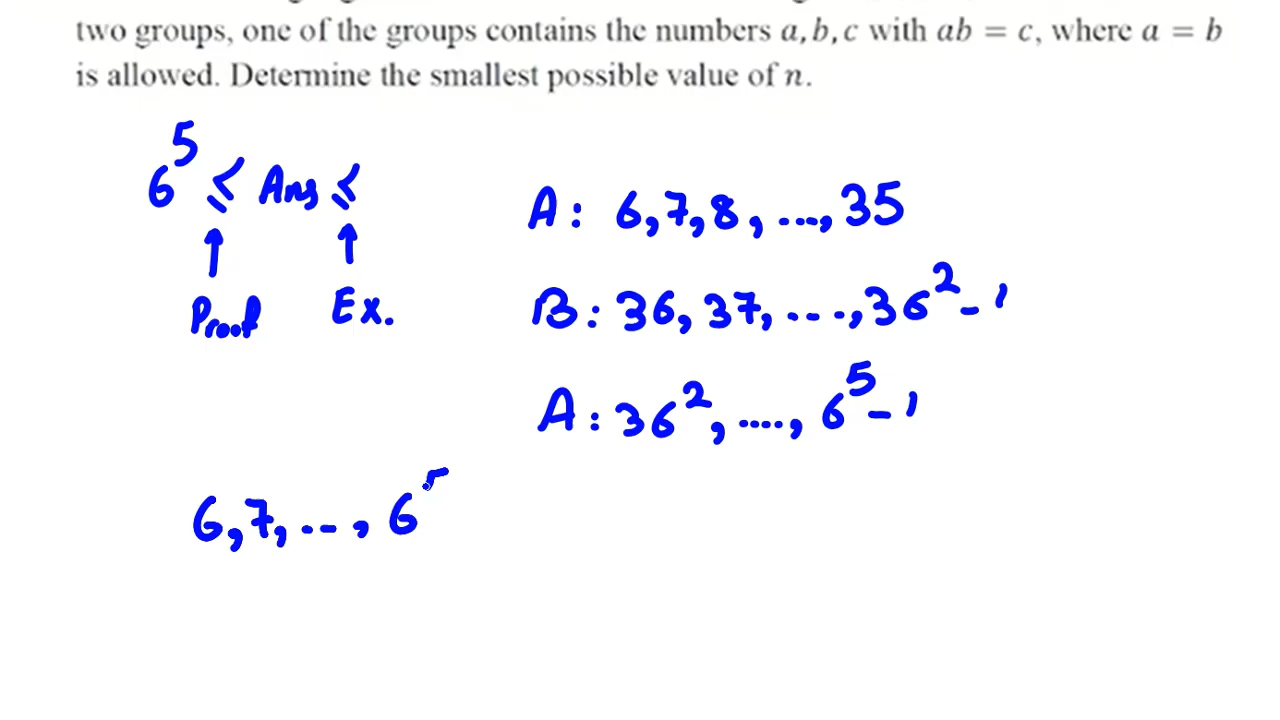 two groups, one of the groups contains the numbers a, b, c with ab = c, where a = b
is allowed. Determine the smallest possible value of n.
6^5 ≤ Ans ≤
A: 6, 7, 8, ..., 35
Proof Ex.
B: 36, 37, ..., 36^2 - 1
A: 36^2, ...., 6^5 - 1
6, 7, ..., 6